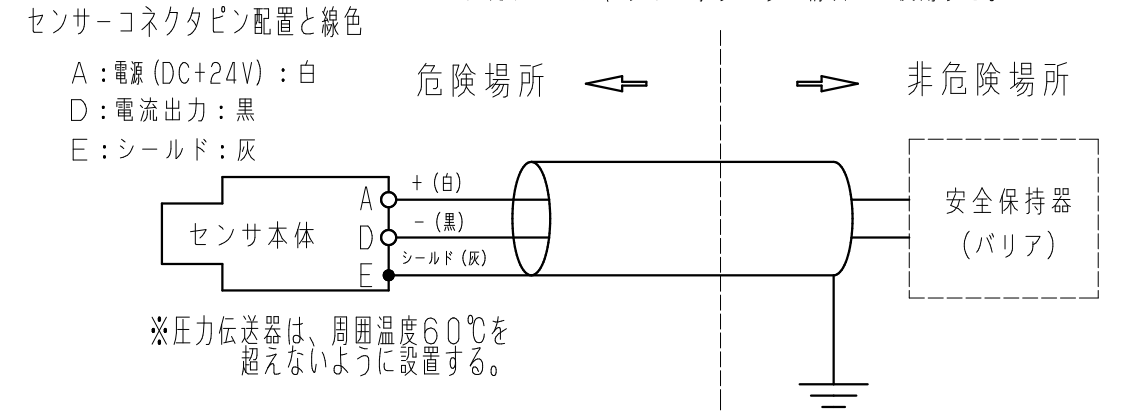 センサーコネクタピン配置と線色
A：電源(DC+24V)：白
D：電流出力：黒
E：シールド：灰
危険場所
非危険場所
A
+(白)
D
-(黒)
E
シールド(灰)
センサ本体
安全保持器
(バリア)
※圧力伝送器は、周囲温度60℃を
超えないように設置する。